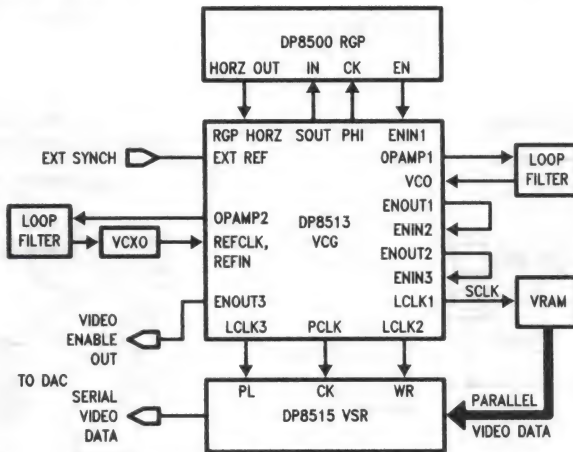 DP8500 RGP
HORZ OUT IN CK EN
RGP HORZ SOUT PHI ENIN1
EXT SYNCH
EXT REF
OPAMP1
LOOP
FILTER
VCO
ENOUT1
OPAMP2
DP8513
VCG
LOOP
FILTER
VCXO
REFCLK,
REFIN
ENIN2
ENOUT2
ENIN3
SCLK
ENOUT3
LCLK1
VRAM
VIDEO
ENABLE
OUT
LCLK3 PCLK LCLK2
TO DAC
SERIAL
VIDEO
DATA
PL CK WR
DP8515 VSR
PARALLEL
VIDEO DATA